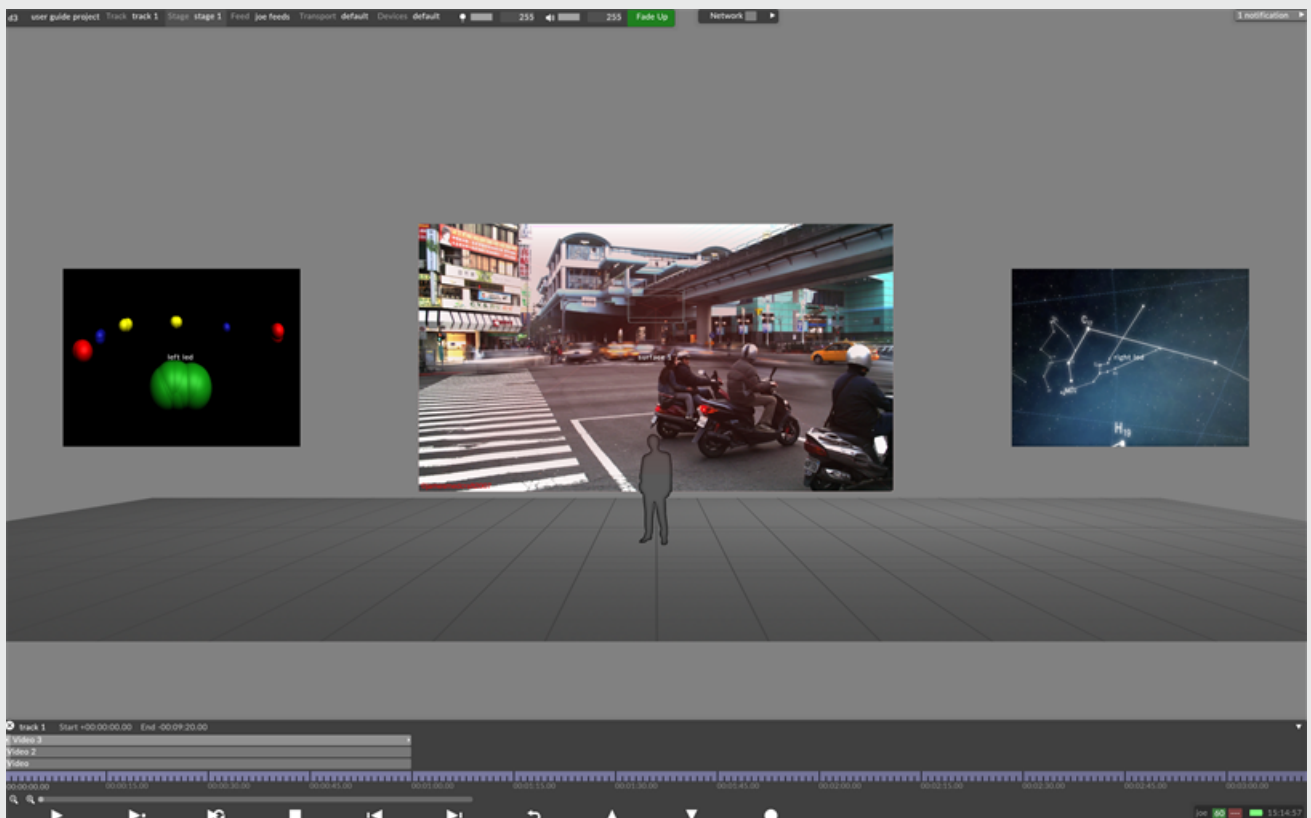 d3 user guide project Track track 1 Stage stage 1 Feed joe feeds Transport default Devices default 255 255 Fade Up Network 1 notification
left led
surface 1
right led
H19
track 1 Start +00:00:00.00 End -00:09:20.00
Video 3
Video 2
Video
00:00:00.00 00:00:15.00 00:00:30.00 00:00:45.00 00:01:00.00 00:01:15.00 00:01:30.00 00:01:45.00 00:02:00.00 00:02:15.00 00:02:30.00 00:02:45.00 00:03:00.00
joe 60 --- 15:14:57